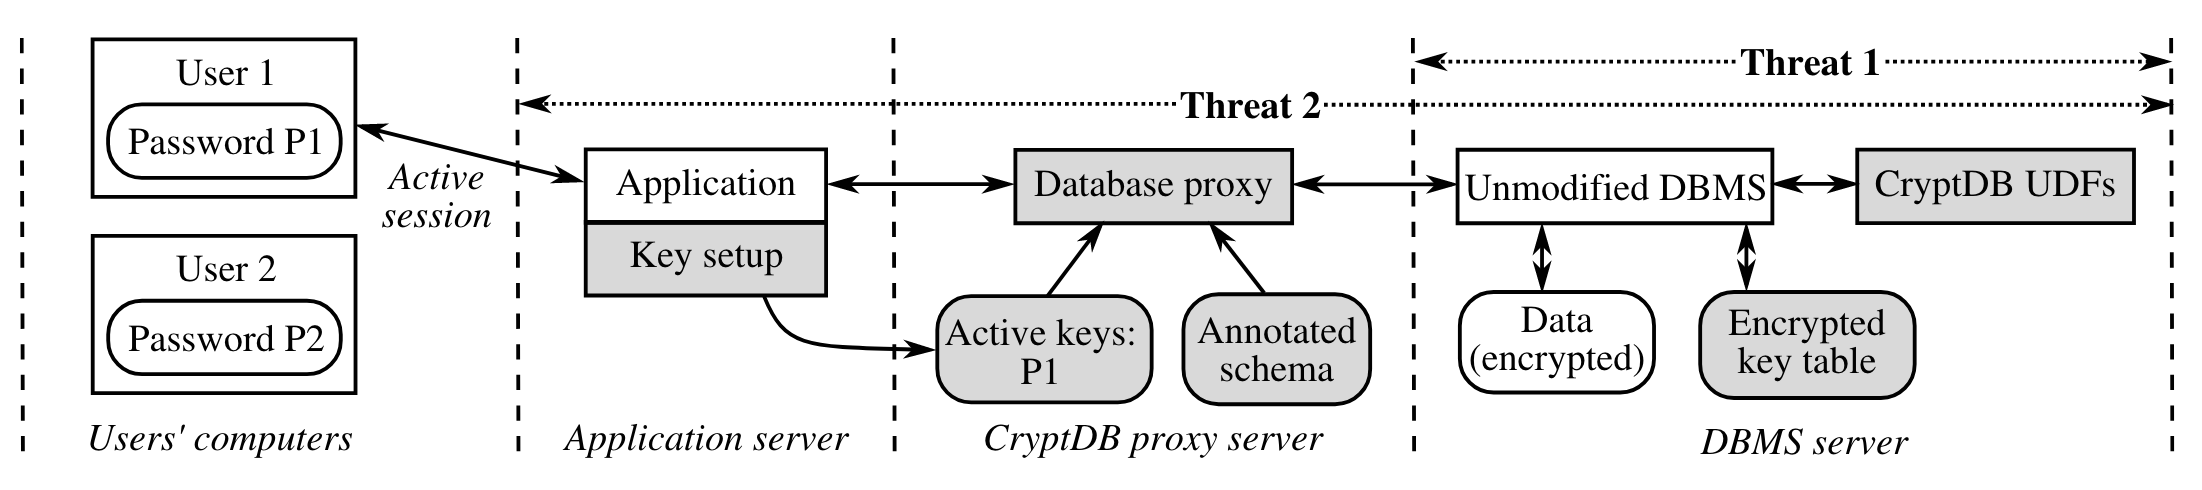 User 1
Password P1
Active
session
User 2
Password P2
Users' computers
Application
Key setup
Application server
Threat 2
Database proxy
Active keys:
P1
Annotated
schema
CryptDB proxy server
Threat 1
Unmodified DBMS
CryptDB UDFs
Data
(encrypted)
Encrypted
key table
DBMS server